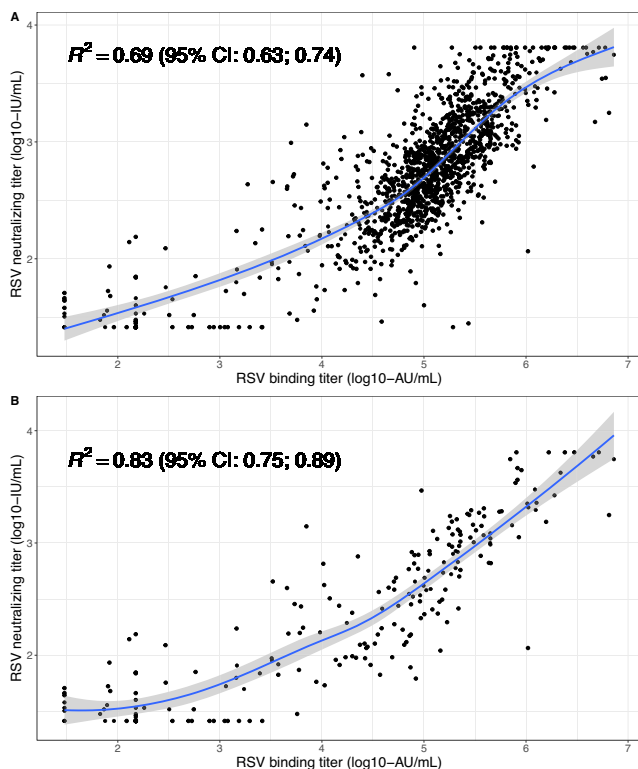 A
R² = 0.69 (95% CI: 0.63; 0.74)
RSV neutralizing titer (log10−IU/mL)
4
3
2
2 3 4 5 6 7
RSV binding titer (log10−AU/mL)
B
R² = 0.83 (95% CI: 0.75; 0.89)
RSV neutralizing titer (log10−IU/mL)
4
3
2
2 3 4 5 6 7
RSV binding titer (log10−AU/mL)